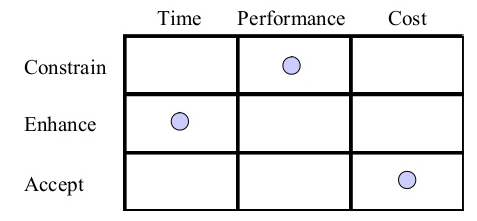 Time Performance Cost
Constrain
Enhance
Accept